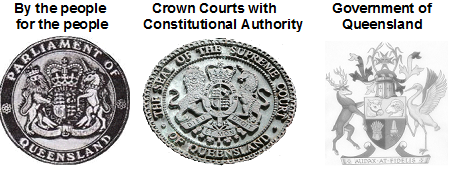 By the people
for the people
Crown Courts with
Constitutional Authority
Government of
Queensland
PARLIAMENT OF
QUEENSLAND
THE SEAL OF THE SUPREME COURT
OF QUEENSLAND
AUDAX·AT·FIDELIS